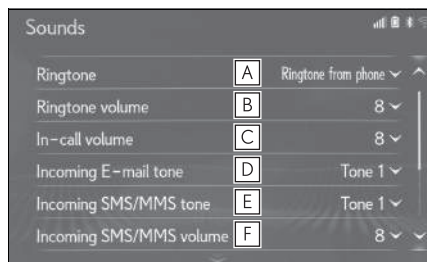 Sounds
Ringtone A Ringtone from phone
Ringtone volume B 8
In-call volume C 8
Incoming E-mail tone D Tone 1
Incoming SMS/MMS tone E Tone 1
Incoming SMS/MMS volume F 8